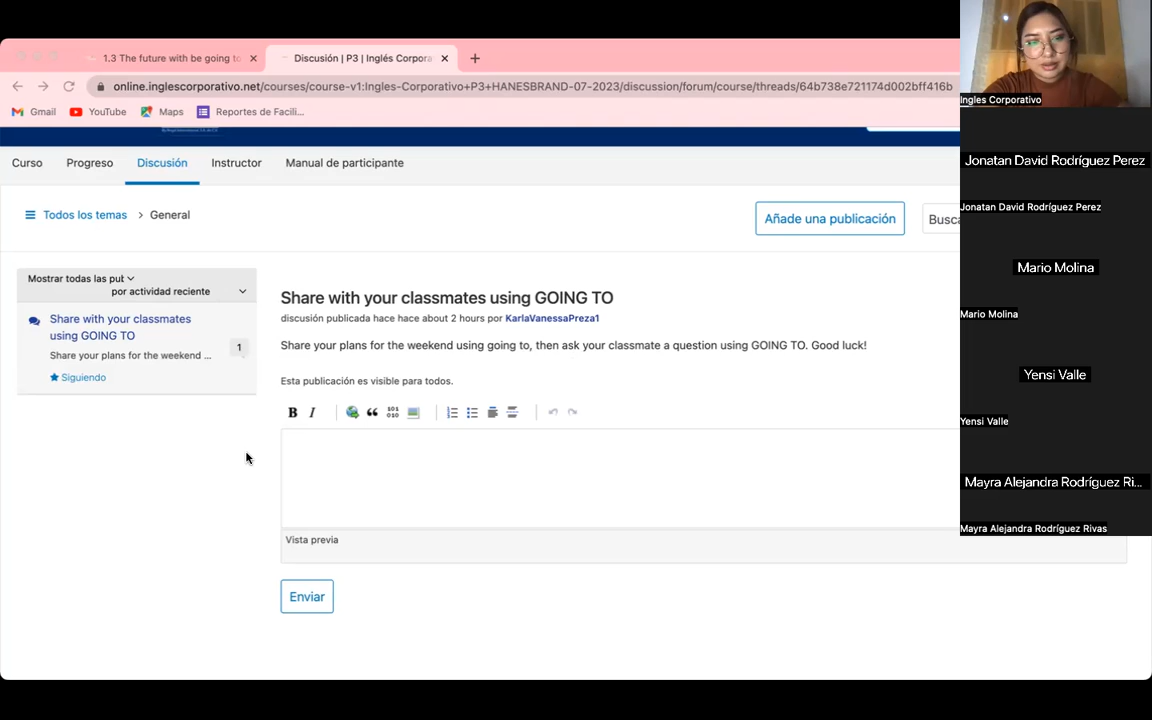 1.3 The future with be going to
Discusión | P3 | Inglés Corpora
online.inglescorporativo.net/courses/course-v1:Ingles-Corporativo+P3+HANESBRAND-07-2023/discussion/forum/course/threads/64b738e721174d002bff416b
Gmail YouTube Maps Reportes de Facili...
Curso Progreso Discusión Instructor Manual de participante
Todos los temas > General
Añade una publicación
Busca
Mostrar todas las put
por actividad reciente
Share with your classmates
using GOING TO
Share your plans for the weekend ...
1
Siguiendo
Share with your classmates using GOING TO
discusión publicada hace hace about 2 hours por KarlaVanessaPreza1
Share your plans for the weekend using going to, then ask your classmate a question using GOING TO. Good luck!
Esta publicación es visible para todos.
B I
Vista previa
Enviar
Ingles Corporativo
Jonatan David Rodríguez Perez
Jonatan David Rodríguez Perez
Mario Molina
Mario Molina
Yensi Valle
Yensi Valle
Mayra Alejandra Rodríguez Ri...
Mayra Alejandra Rodríguez Rivas